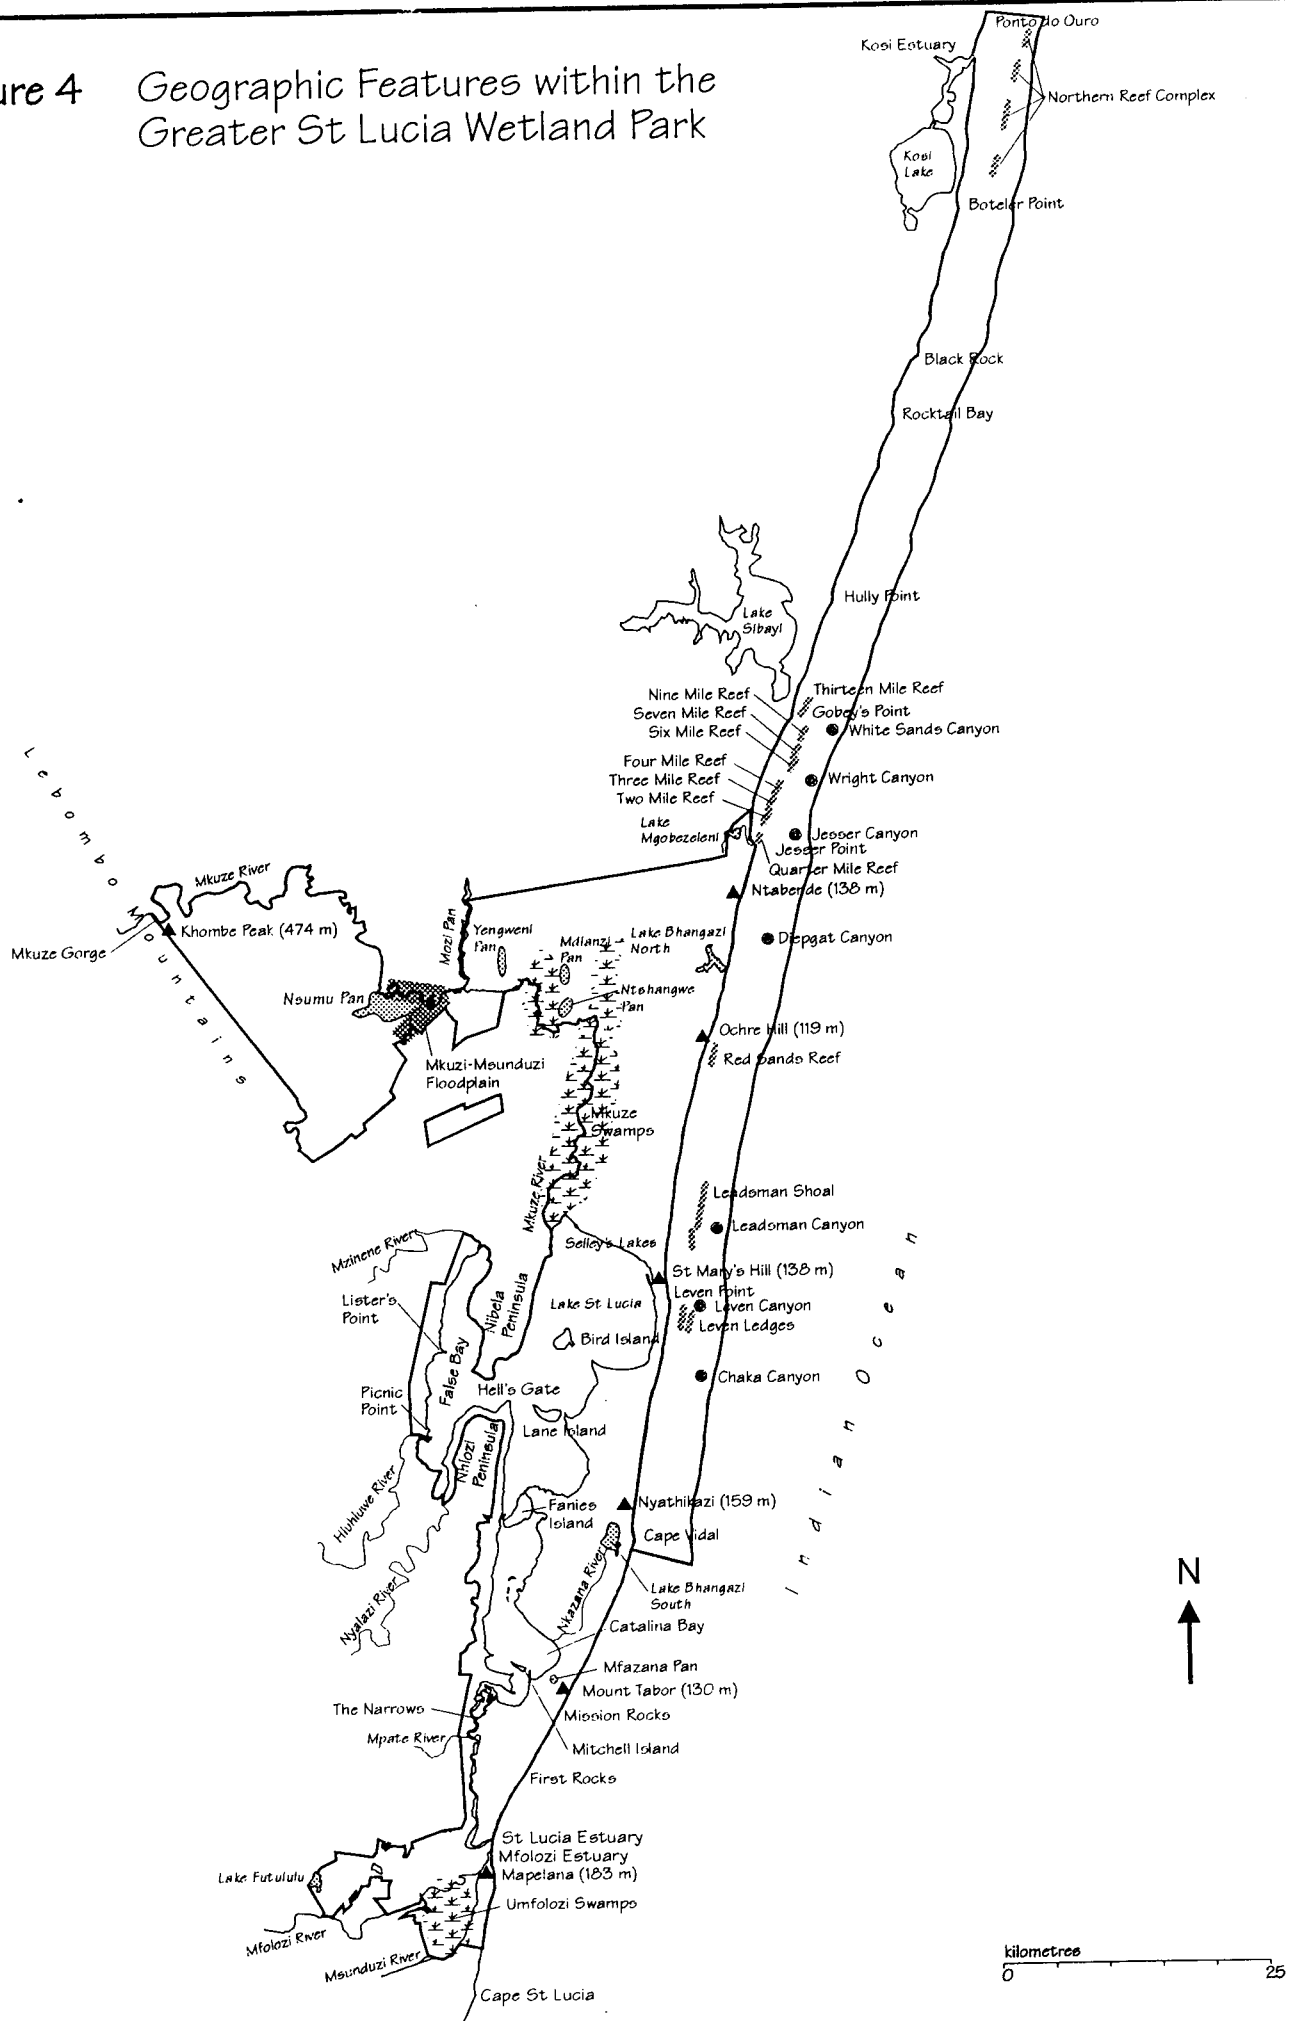 ure 4 Geographic Features within the
Greater St Lucia Wetland Park
Ponto do Ouro
Kosi Estuary
Northern Reef Complex
Kosi
Lake
Boteler Point
Black Rock
Rocktail Bay
Hully Point
Lake
Sibayi
Nine Mile Reef
Thirteen Mile Reef
Seven Mile Reef
Gobey's Point
Six Mile Reef
White Sands Canyon
Four Mile Reef
Three Mile Reef
Wright Canyon
Two Mile Reef
Lake
Mgobezeleni
Jesser Canyon
Jesser Point
Quarter Mile Reef
Ntabende (138 m)
Lebombo Mountains
Mkuze River
Khombe Peak (474 m)
Mkuze Gorge
Mozi Pan
Yengweni
Pan
Mdlanzi
Pan
Lake Bhangazi
North
Diepgat Canyon
Nsumu Pan
Ntshangwe
Pan
Ochre Hill (119 m)
Red Sands Reef
Mkuzi-Msunduzi
Floodplain
Mkuze
Swamps
Mkuze River
Leadsman Shoal
Leadsman Canyon
Mzinene River
Selley's Lakes
St Mary's Hill (138 m)
Leven Point
Leven Canyon
Leven Ledges
Lister's
Point
Nibela
Peninsula
Lake St Lucia
Bird Island
False Bay
Chaka Canyon
Indian Ocean
Picnic
Point
Hell's Gate
Lane Island
Nhlozi
Peninsula
Hluhluwe River
Nyathikazi (159 m)
Fanies
Island
Cape Vidal
Nyalazi River
Nkazana River
Lake Bhangazi
South
Catalina Bay
Mfazana Pan
Mount Tabor (130 m)
The Narrows
Mission Rocks
Mpate River
Mitchell Island
First Rocks
St Lucia Estuary
Mfolozi Estuary
Mapelana (183 m)
Lake Futululu
Umfolozi Swamps
Mfolozi River
Msunduzi River
Cape St Lucia
N
kilometres
0 25